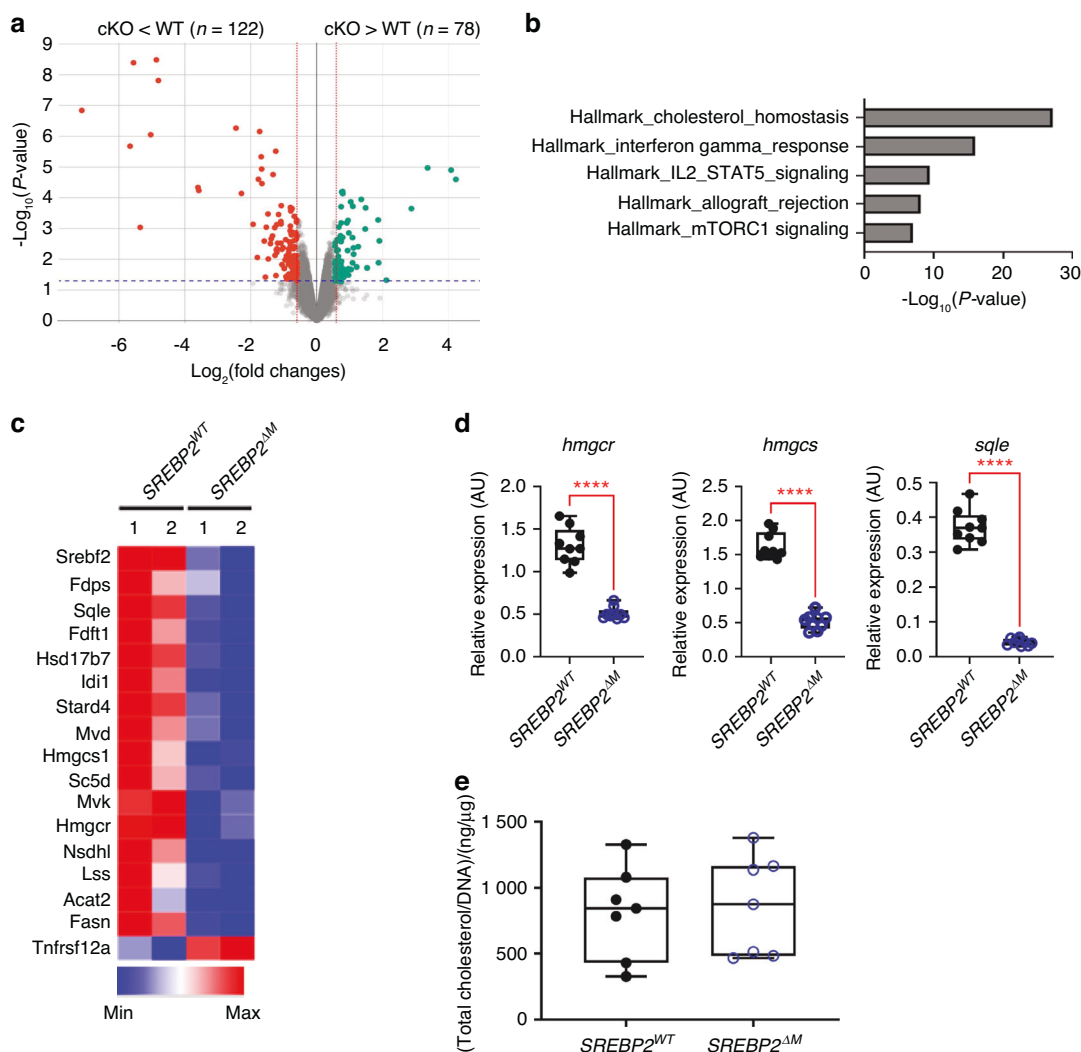 a
cKO < WT (n = 122)
cKO > WT (n = 78)
9
8
7
6
5
4
3
2
1
0
-Log10(P-value)
-6
-4
-2
0
2
4
Log2(fold changes)
b
Hallmark_cholesterol_homostasis
Hallmark_interferon gamma_response
Hallmark_IL2_STAT5_signaling
Hallmark_allograft_rejection
Hallmark_mTORC1 signaling
0
10
20
30
-Log10(P-value)
c
SREBP2WT
SREBP2ΔM
1
2
1
2
Srebf2
Fdps
Sqle
Fdft1
Hsd17b7
Idi1
Stard4
Mvd
Hmgcs1
Sc5d
Mvk
Hmgcr
Nsdhl
Lss
Acat2
Fasn
Tnfrsf12a
Min
Max
d
hmgcr
****
2.0
1.5
1.0
0.5
0.0
Relative expression (AU)
SREBP2WT
SREBP2ΔM
hmgcs
****
2.5
2.0
1.5
1.0
0.5
0.0
Relative expression (AU)
SREBP2WT
SREBP2ΔM
sqle
****
0.5
0.4
0.3
0.2
0.1
0.0
Relative expression (AU)
SREBP2WT
SREBP2ΔM
e
1 500
1 000
500
0
(Total cholesterol/DNA)/(ng/μg)
SREBP2WT
SREBP2ΔM